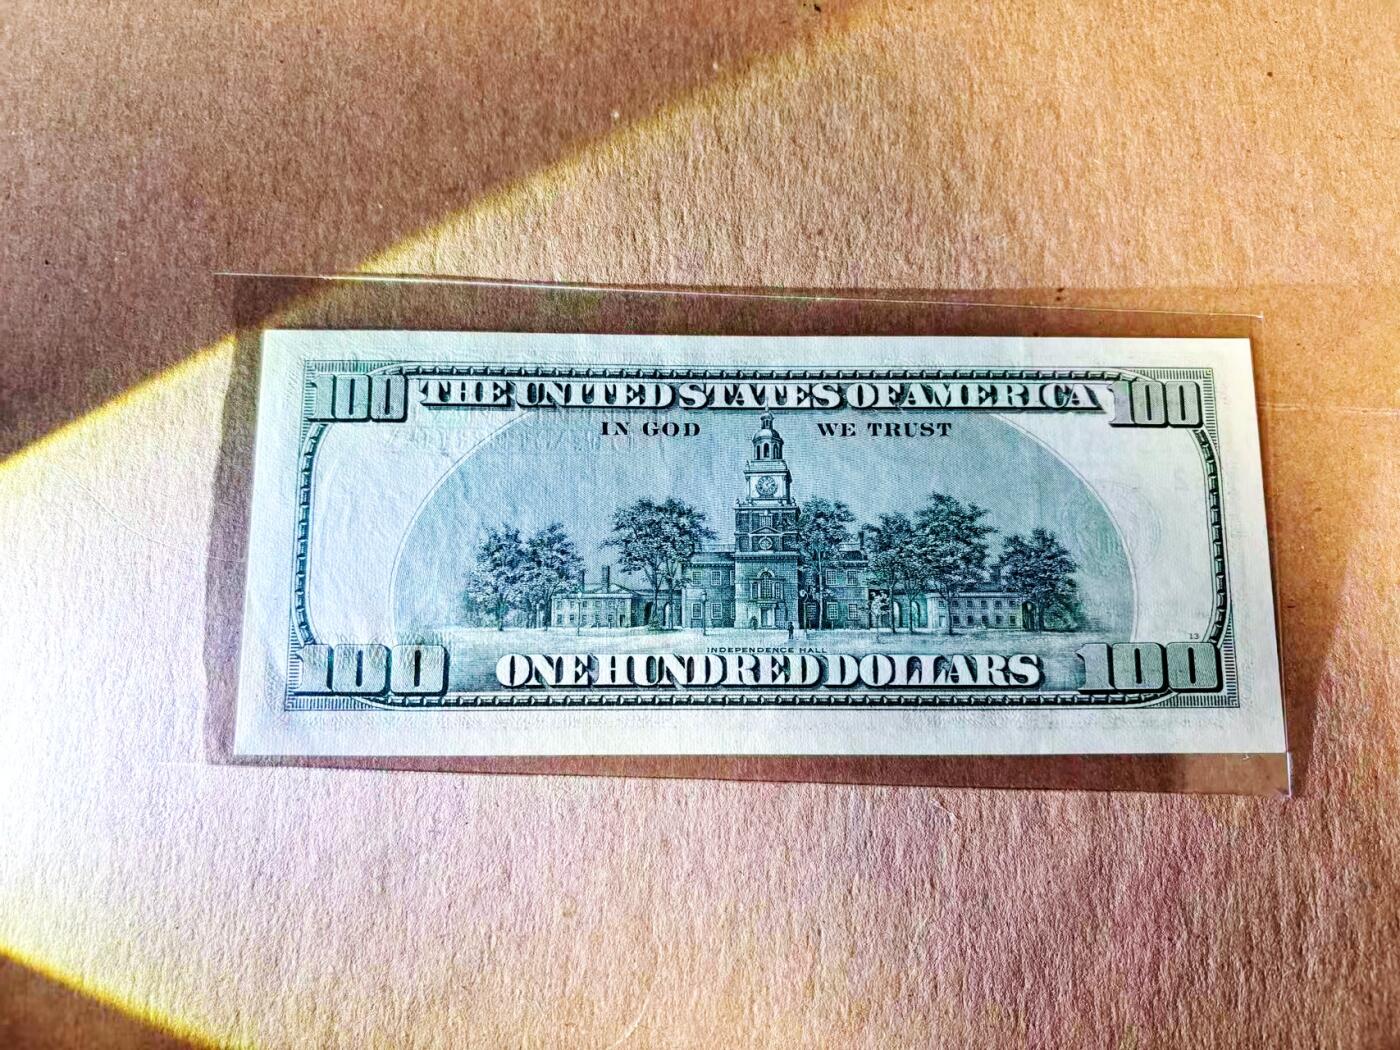 100 THE UNITED STATES OF AMERICA 100
IN GOD WE TRUST
13
INDEPENDENCE HALL
100 ONE HUNDRED DOLLARS 100